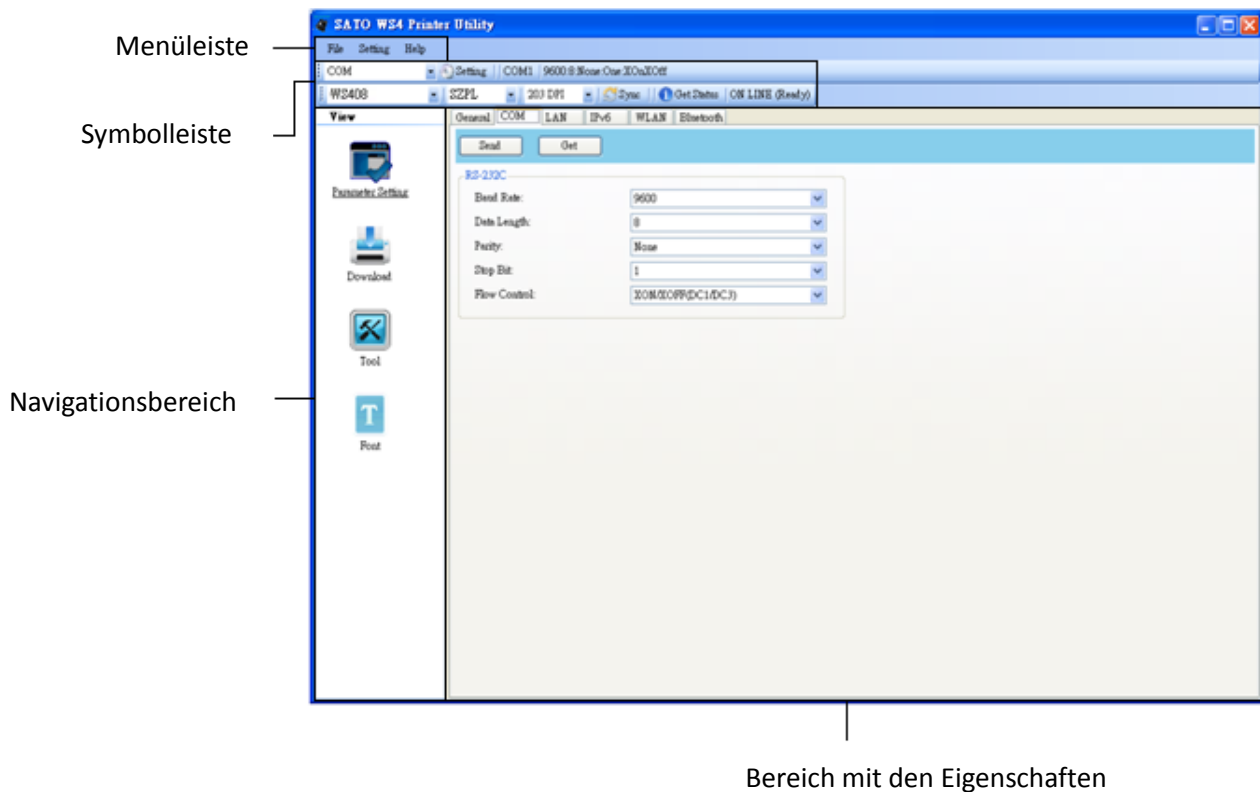 SATO WS4 Printer Utility
Menüleiste
File Setting Help
COM Setting COM1 9600:8:None:One:XOnXOff
WS408 SZPL 203 DPI Sync Get Status ON LINE (Ready)
Symbolleiste
View
General COM LAN IPv6 WLAN Bluetooth
Send Get
RS-232C
Parameter Setting
Baud Rate: 9600
Data Length: 8
Parity: None
Stop Bit: 1
Flow Control: XON/XOFF(DC1/DC3)
Download
Tool
Navigationsbereich
T
Font
Bereich mit den Eigenschaften